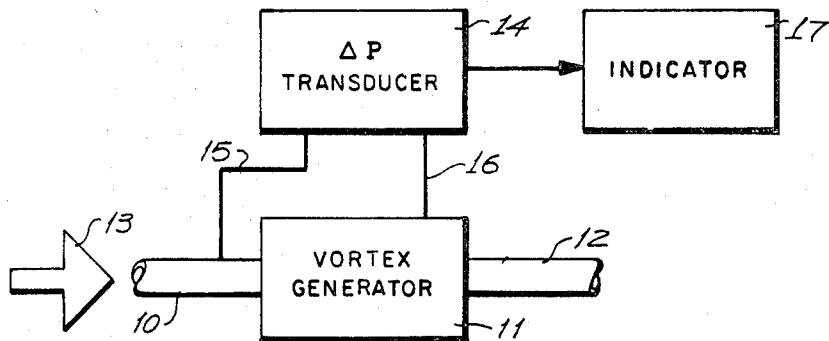 14
ΔP
TRANSDUCER
17
INDICATOR
15
16
13
12
VORTEX
GENERATOR
10
11